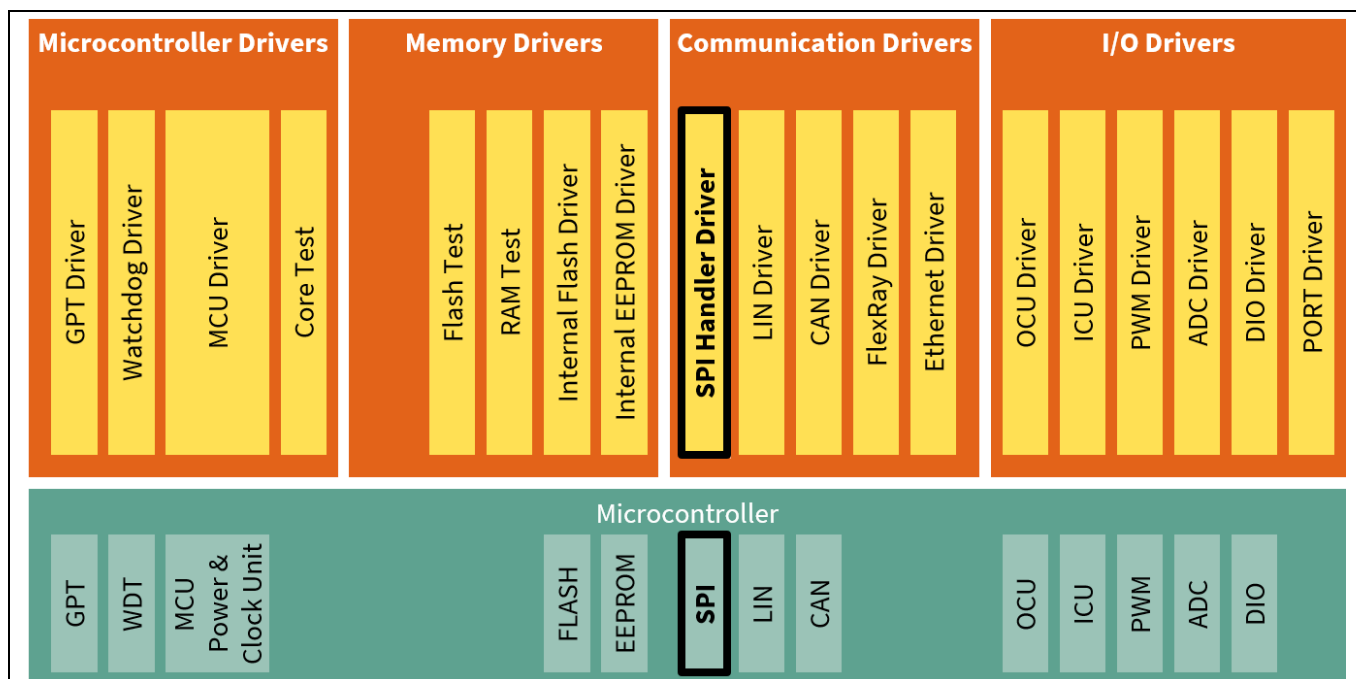 Microcontroller Drivers
Memory Drivers
Communication Drivers
I/O Drivers
GPT Driver
Watchdog Driver
MCU Driver
Core Test
Flash Test
RAM Test
Internal Flash Driver
Internal EEPROM Driver
SPI Handler Driver
LIN Driver
CAN Driver
FlexRay Driver
Ethernet Driver
OCU Driver
ICU Driver
PWM Driver
ADC Driver
DIO Driver
PORT Driver
Microcontroller
GPT
WDT
MCU
Power &
Clock Unit
FLASH
EEPROM
SPI
LIN
CAN
OCU
ICU
PWM
ADC
DIO